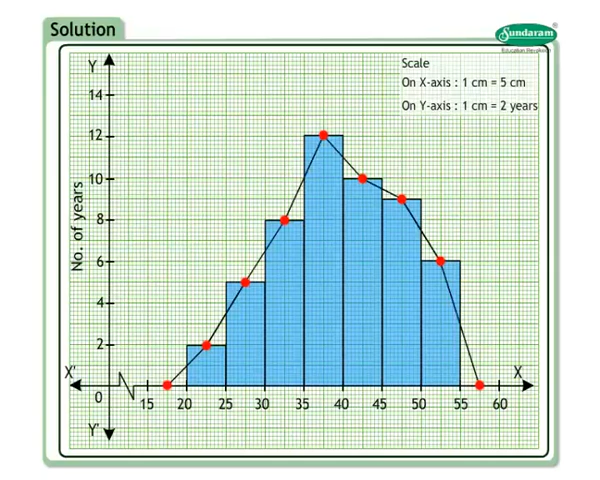 Solution
Sundaram
®
Y
Scale
On X-axis : 1 cm = 5 cm
On Y-axis : 1 cm = 2 years
14
12
10
8
6
4
2
No. of years
X'
X
0
15 20 25 30 35 40 45 50 55 60
Y'